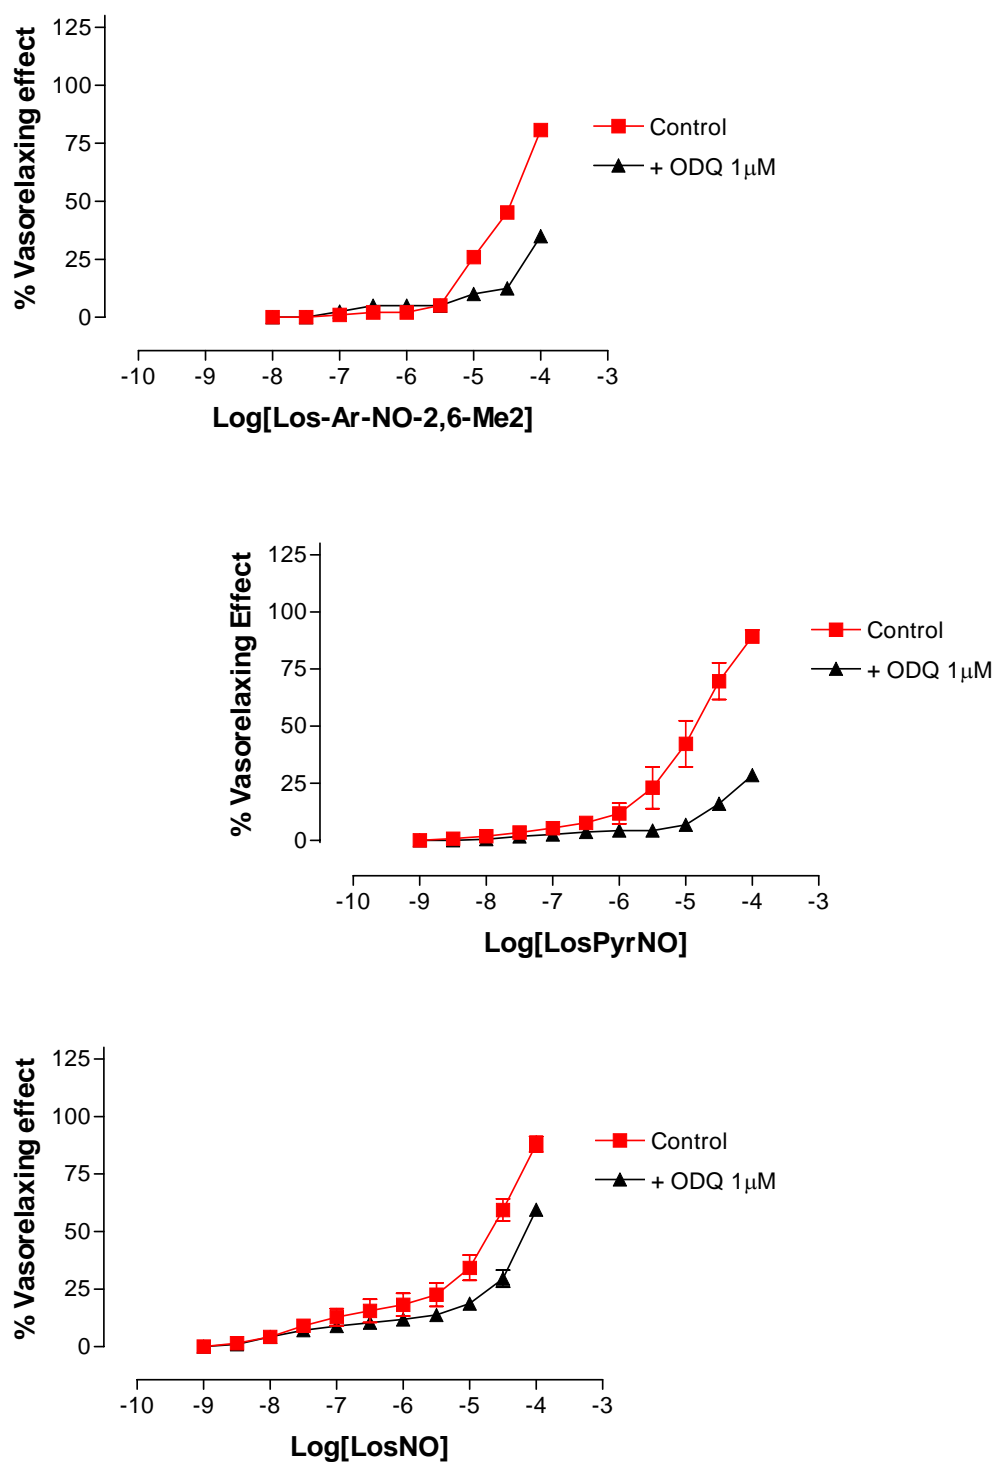 % Vasorelaxing effect
125
100
75
50
25
0
Control
+ ODQ 1μM
-10 -9 -8 -7 -6 -5 -4 -3
Log[Los-Ar-NO-2,6-Me2]
% Vasorelaxing Effect
125
100
75
50
25
0
Control
+ ODQ 1μM
-10 -9 -8 -7 -6 -5 -4 -3
Log[LosPyrNO]
% Vasorelaxing effect
125
100
75
50
25
0
Control
+ ODQ 1μM
-10 -9 -8 -7 -6 -5 -4 -3
Log[LosNO]